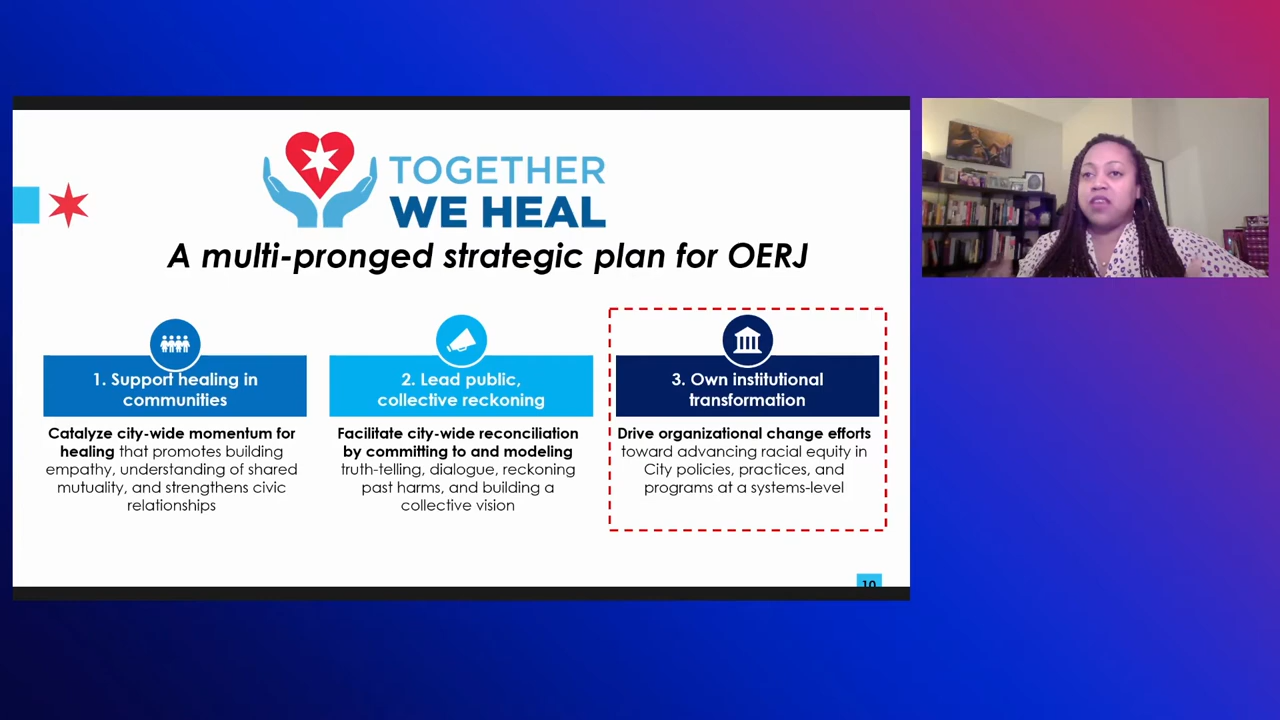 TOGETHER
WE HEAL
A multi-pronged strategic plan for OERJ
1. Support healing in
communities
Catalyze city-wide momentum for
healing that promotes building
empathy, understanding of shared
mutuality, and strengthens civic
relationships
2. Lead public,
collective reckoning
Facilitate city-wide reconciliation
by committing to and modeling
truth-telling, dialogue, reckoning
past harms, and building a
collective vision
3. Own institutional
transformation
Drive organizational change efforts
toward advancing racial equity in
City policies, practices, and
programs at a systems-level
10